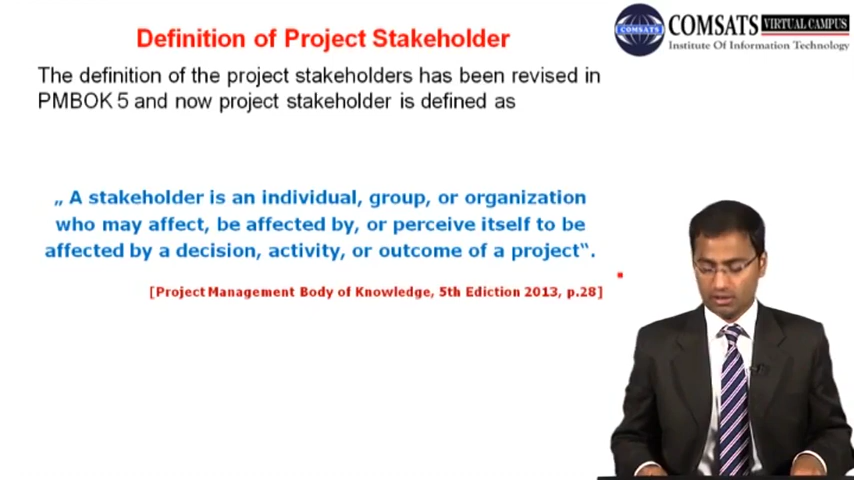 Definition of Project Stakeholder
COMSATS
COMSATS VIRTUAL CAMPUS
Institute Of Information Technology
The definition of the project stakeholders has been revised in
PMBOK 5 and now project stakeholder is defined as
„ A stakeholder is an individual, group, or organization
who may affect, be affected by, or perceive itself to be
affected by a decision, activity, or outcome of a project“.
[Project Management Body of Knowledge, 5th Ediction 2013, p.28]